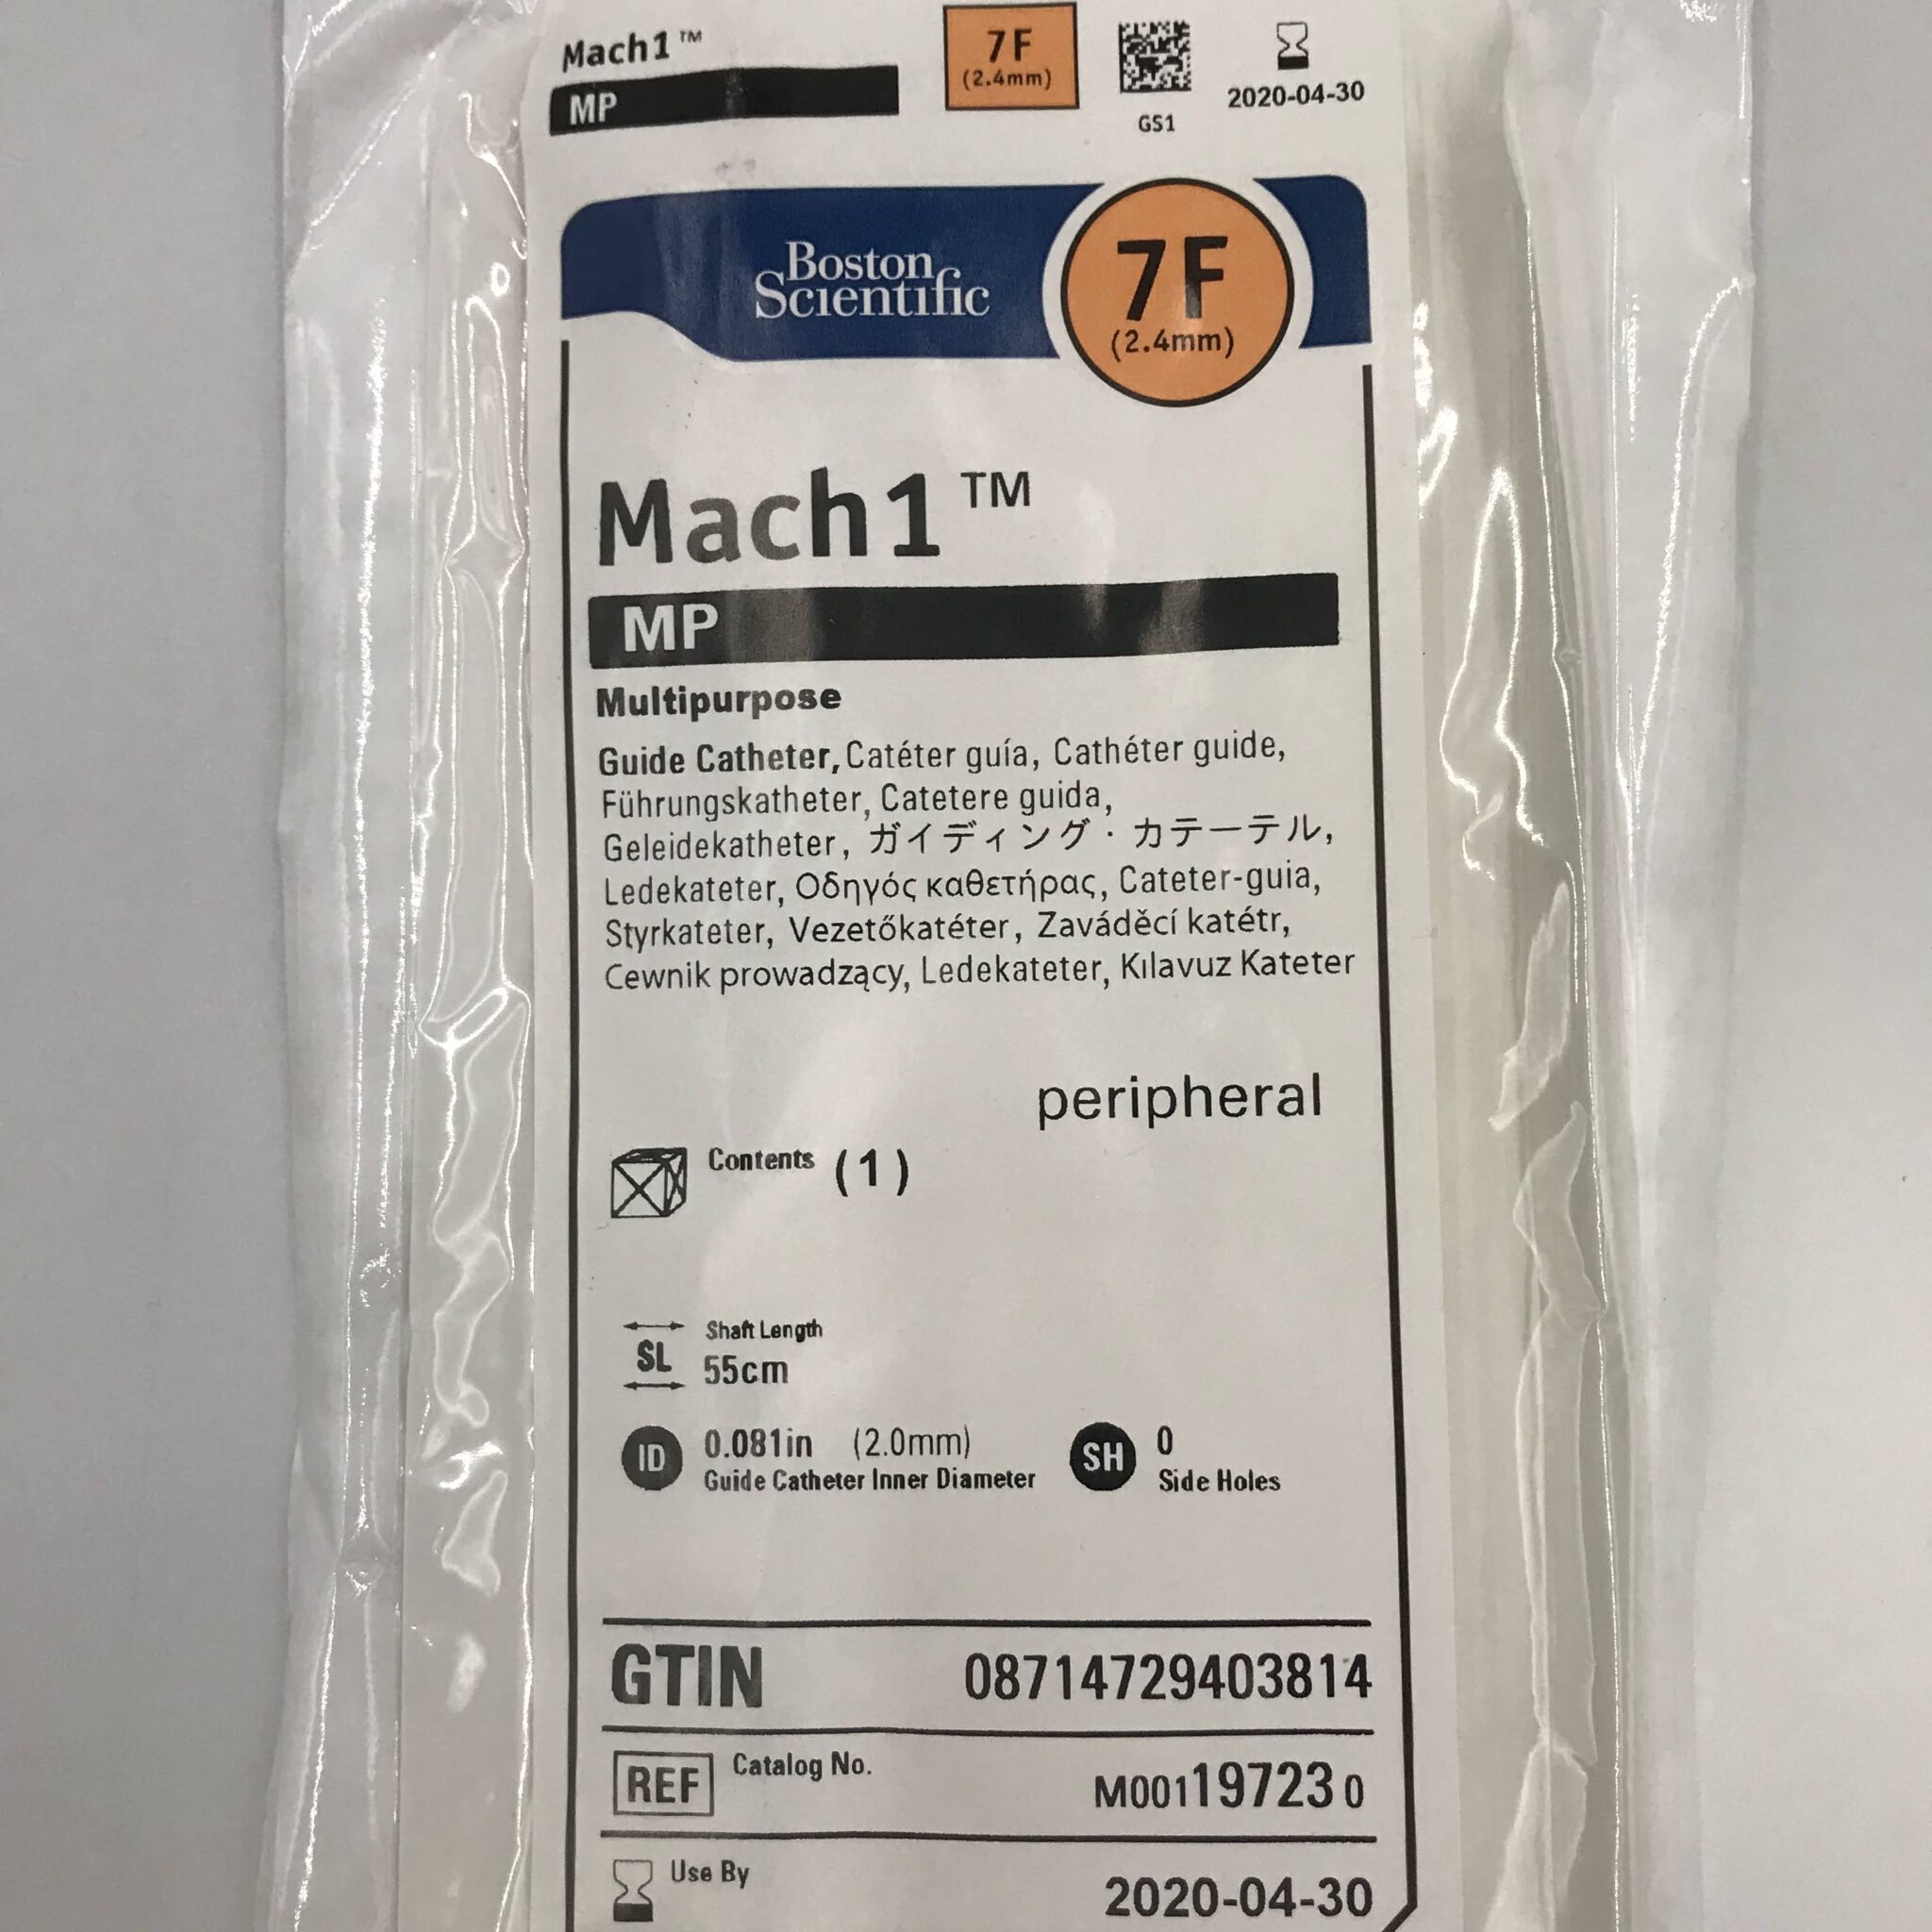 Mach1™
MP
7F
(2.4mm)
GS1
2020-04-30
Boston
Scientific
7F
(2.4mm)
Mach1™
MP
Multipurpose
Guide Catheter, Catéter guía, Cathéter guide,
Führungskatheter, Catetere guida,
Geleidekatheter, ガイディング・カテーテル,
Ledekateter, Οδηγός καθετήρας, Cateter-guia,
Styrkateter, Vezetőkatéter, Zaváděcí katétr,
Cewnik prowadzący, Ledekateter, Kılavuz Kateter
peripheral
Contents (1)
SL
Shaft Length
55cm
ID
0.081in (2.0mm)
Guide Catheter Inner Diameter
SH
0
Side Holes
GTIN 08714729403814
REF Catalog No. M00119723 0
Use By 2020-04-30